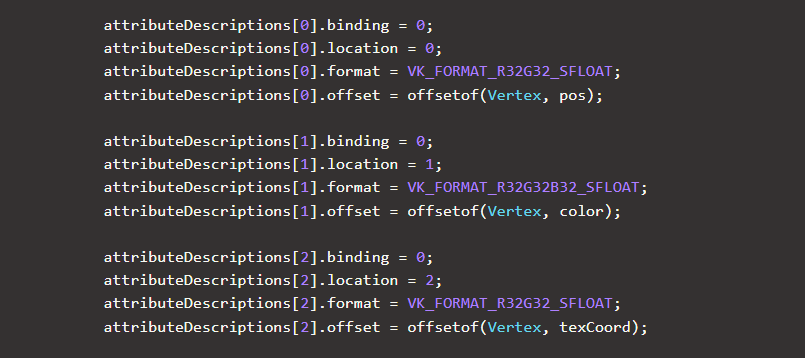 attributeDescriptions[0].binding = 0;
attributeDescriptions[0].location = 0;
attributeDescriptions[0].format = VK_FORMAT_R32G32_SFLOAT;
attributeDescriptions[0].offset = offsetof(Vertex, pos);
attributeDescriptions[1].binding = 0;
attributeDescriptions[1].location = 1;
attributeDescriptions[1].format = VK_FORMAT_R32G32B32_SFLOAT;
attributeDescriptions[1].offset = offsetof(Vertex, color);
attributeDescriptions[2].binding = 0;
attributeDescriptions[2].location = 2;
attributeDescriptions[2].format = VK_FORMAT_R32G32_SFLOAT;
attributeDescriptions[2].offset = offsetof(Vertex, texCoord);